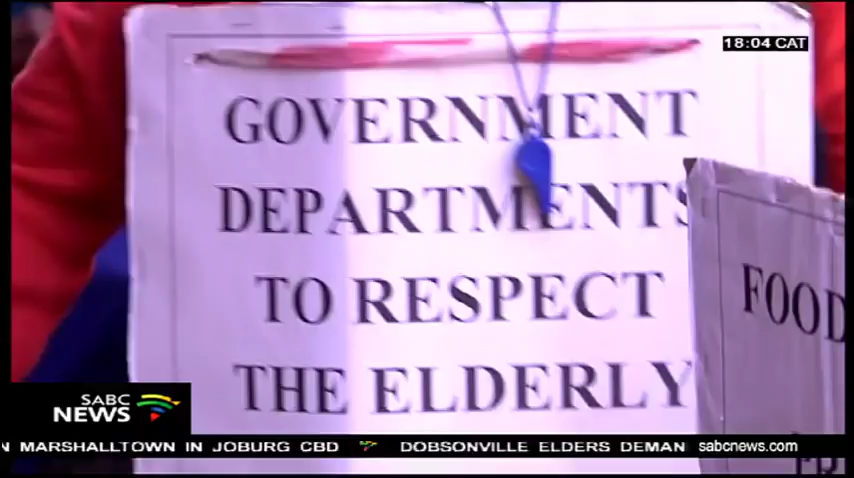 18:04 CAT
GOVERNMENT
DEPARTMENTS
TO RESPECT
THE ELDERLY
FOOD
SABC
NEWS
N MARSHALLTOWN IN JOBURG CBD DOBSONVILLE ELDERS DEMAN sabcnews.com